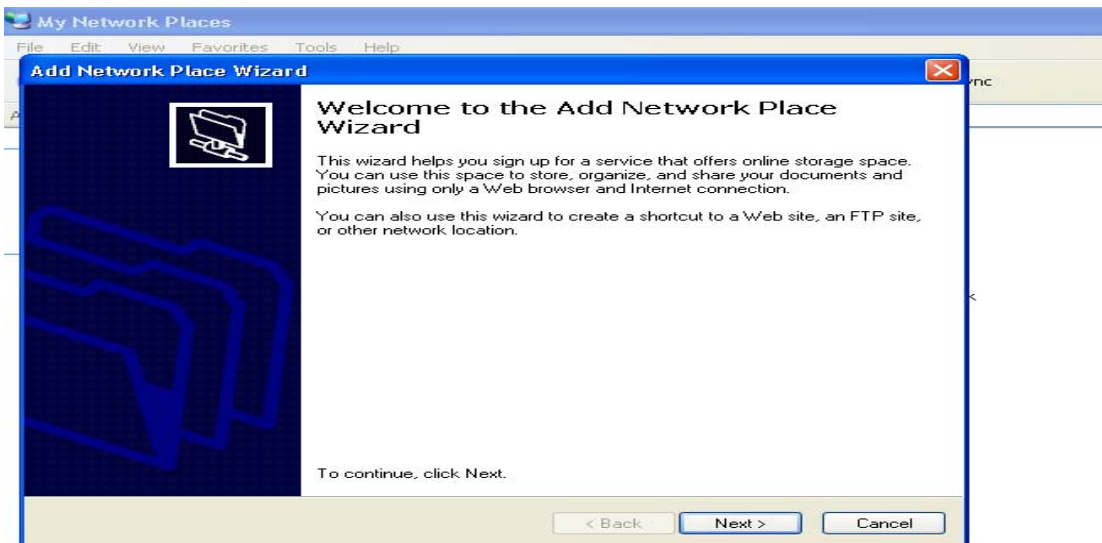 My Network Places
File Edit View Favorites Tools Help
Add Network Place Wizard
Welcome to the Add Network Place
Wizard
This wizard helps you sign up for a service that offers online storage space.
You can use this space to store, organize, and share your documents and
pictures using only a Web browser and Internet connection.
You can also use this wizard to create a shortcut to a Web site, an FTP site,
or other network location.
To continue, click Next.
< Back Next > Cancel